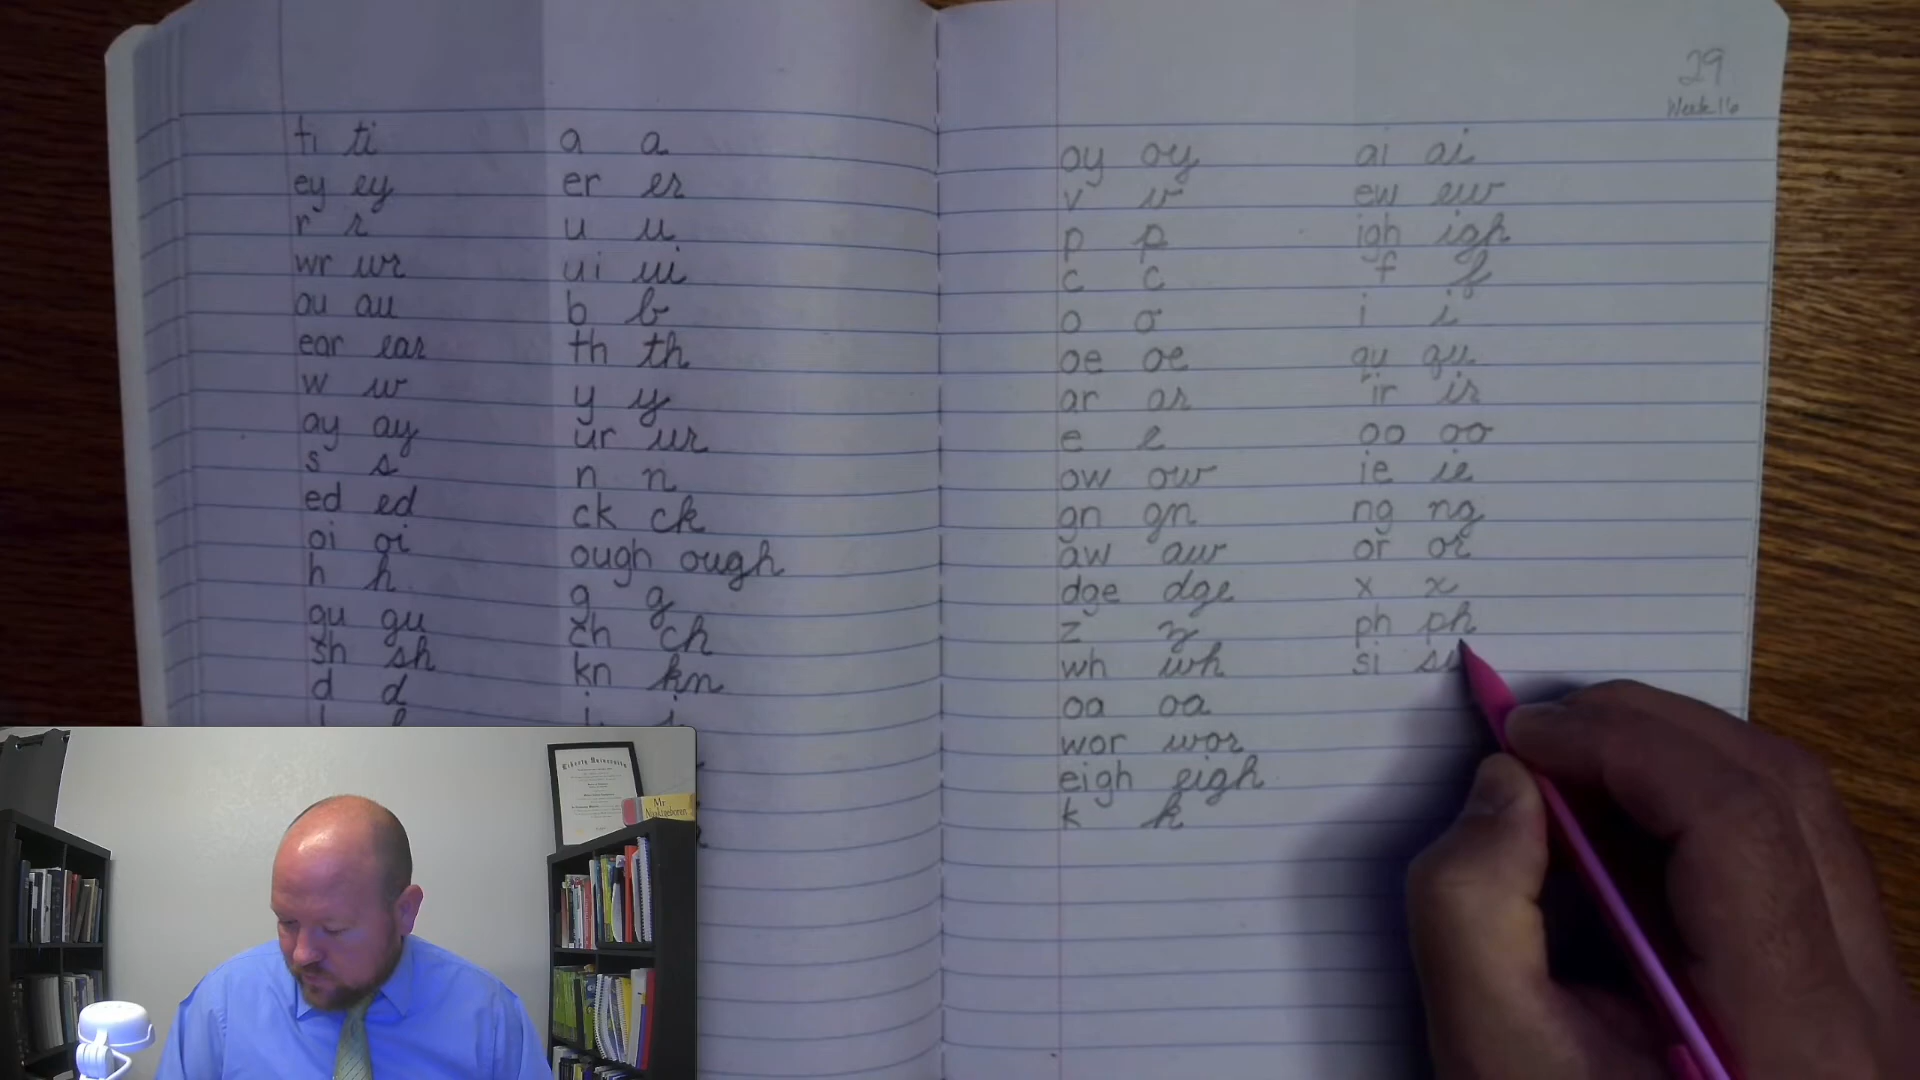 29
Week 16
ti ti
ey ey
r r
wr wr
au au
ear ear
w w
ay ay
s s
ed ed
oi oi
h h
gu gu
sh sh
d d
a a
er er
u u
ui ui
b b
th th
y y
ur ur
n n
ck ck
ough ough
g g
ch ch
kn kn
oy oy
v v
p p
c c
o o
oe oe
ar ar
e e
ow ow
gn gn
aw aw
dge dge
z z
wh wh
oa oa
wor wor
eigh eigh
k k
ai ai
ew ew
igh igh
f f
i i
qu qu
ir ir
oo oo
ie ie
ng ng
or or
x x
ph ph
si si
Liberty University
Mr.